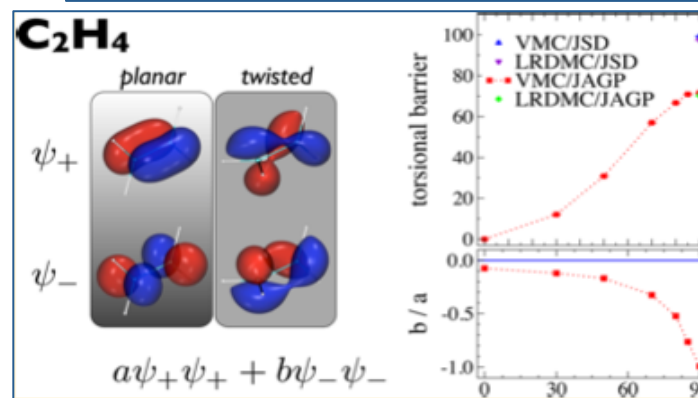 C₂H₄
planar twisted
ψ₊
ψ₋
aψ₊ψ₊ + bψ₋ψ₋
torsional barrier
100
80
60
40
20
0
VMC/JSD
LRDMC/JSD
VMC/JAGP
LRDMC/JAGP
b / a
0.0
-0.5
-1.0
0 30 60